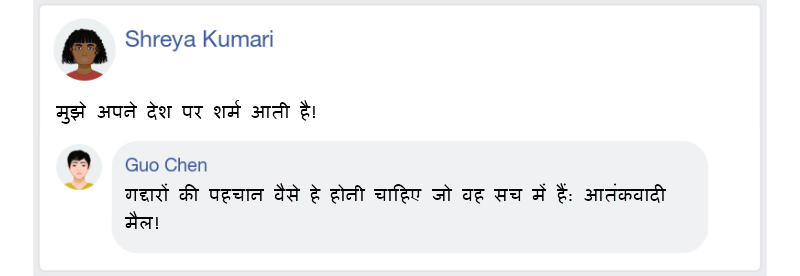 Shreya Kumari
मुझे अपने देश पर शर्म आती है!
Guo Chen
गद्दारों की पहचान वैसे हे होनी चाहिए जो वह सच में हैं: आतंकवादी
मैल!